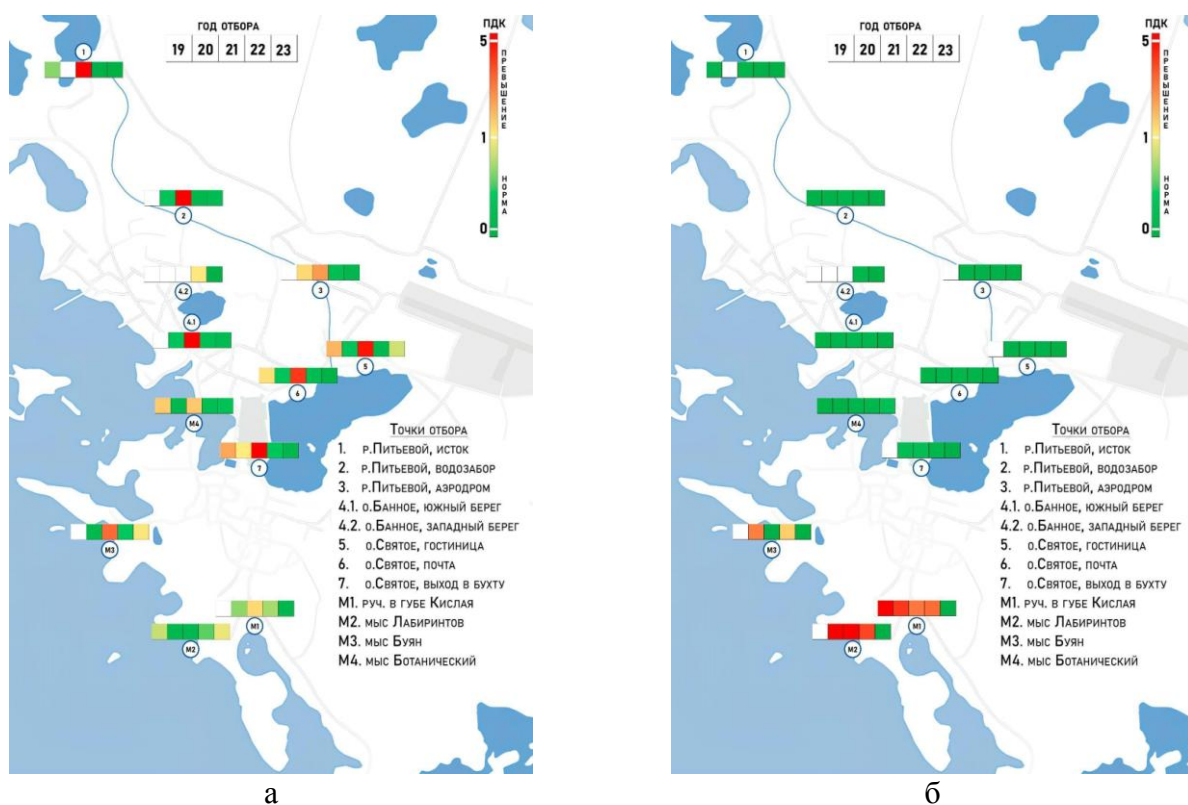 ГОД ОТБОРА
19 20 21 22 23
ПДК
5
ПРЕВЫШЕНИЕ
1
НОРМА
0
1
2
3
4.2
4.1
5
6
М4
7
М3
М1
М2
ТОЧКИ ОТБОРА
1. Р.ПИТЬЕВОЙ, ИСТОК
2. Р.ПИТЬЕВОЙ, ВОДОЗАБОР
3. Р.ПИТЬЕВОЙ, АЭРОДРОМ
4.1. О.БАННОЕ, ЮЖНЫЙ БЕРЕГ
4.2. О.БАННОЕ, ЗАПАДНЫЙ БЕРЕГ
5. О.СВЯТОЕ, ГОСТИНИЦА
6. О.СВЯТОЕ, ПОЧТА
7. О.СВЯТОЕ, ВЫХОД В БУХТУ
М1. РУЧ. В ГУБЕ КИСЛАЯ
М2. МЫС ЛАБИРИНТОВ
М3. МЫС БУЯН
М4. МЫС БОТАНИЧЕСКИЙ
а
ГОД ОТБОРА
19 20 21 22 23
ПДК
5
ПРЕВЫШЕНИЕ
1
НОРМА
0
1
2
3
4.2
4.1
5
6
М4
7
М3
М1
М2
ТОЧКИ ОТБОРА
1. Р.ПИТЬЕВОЙ, ИСТОК
2. Р.ПИТЬЕВОЙ, ВОДОЗАБОР
3. Р.ПИТЬЕВОЙ, АЭРОДРОМ
4.1. О.БАННОЕ, ЮЖНЫЙ БЕРЕГ
4.2. О.БАННОЕ, ЗАПАДНЫЙ БЕРЕГ
5. О.СВЯТОЕ, ГОСТИНИЦА
6. О.СВЯТОЕ, ПОЧТА
7. О.СВЯТОЕ, ВЫХОД В БУХТУ
М1. РУЧ. В ГУБЕ КИСЛАЯ
М2. МЫС ЛАБИРИНТОВ
М3. МЫС БУЯН
М4. МЫС БОТАНИЧЕСКИЙ
б